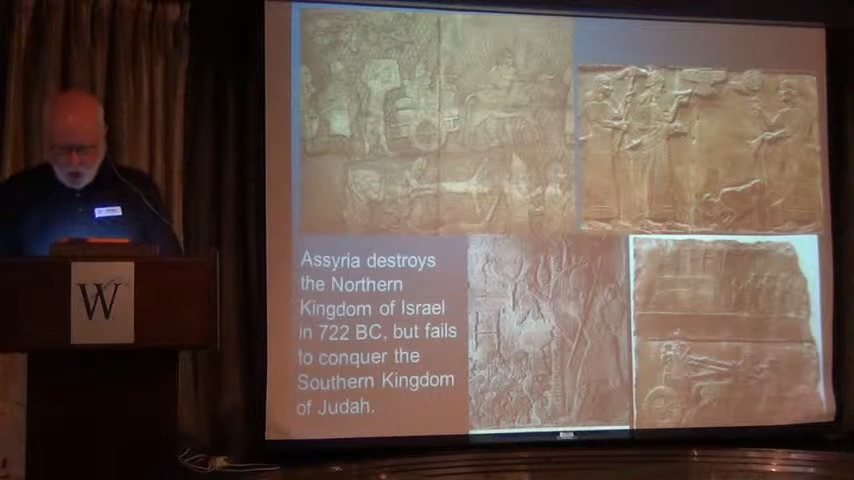 Assyria destroys
the Northern
Kingdom of Israel
in 722 BC, but fails
to conquer the
Southern Kingdom
of Judah.
W